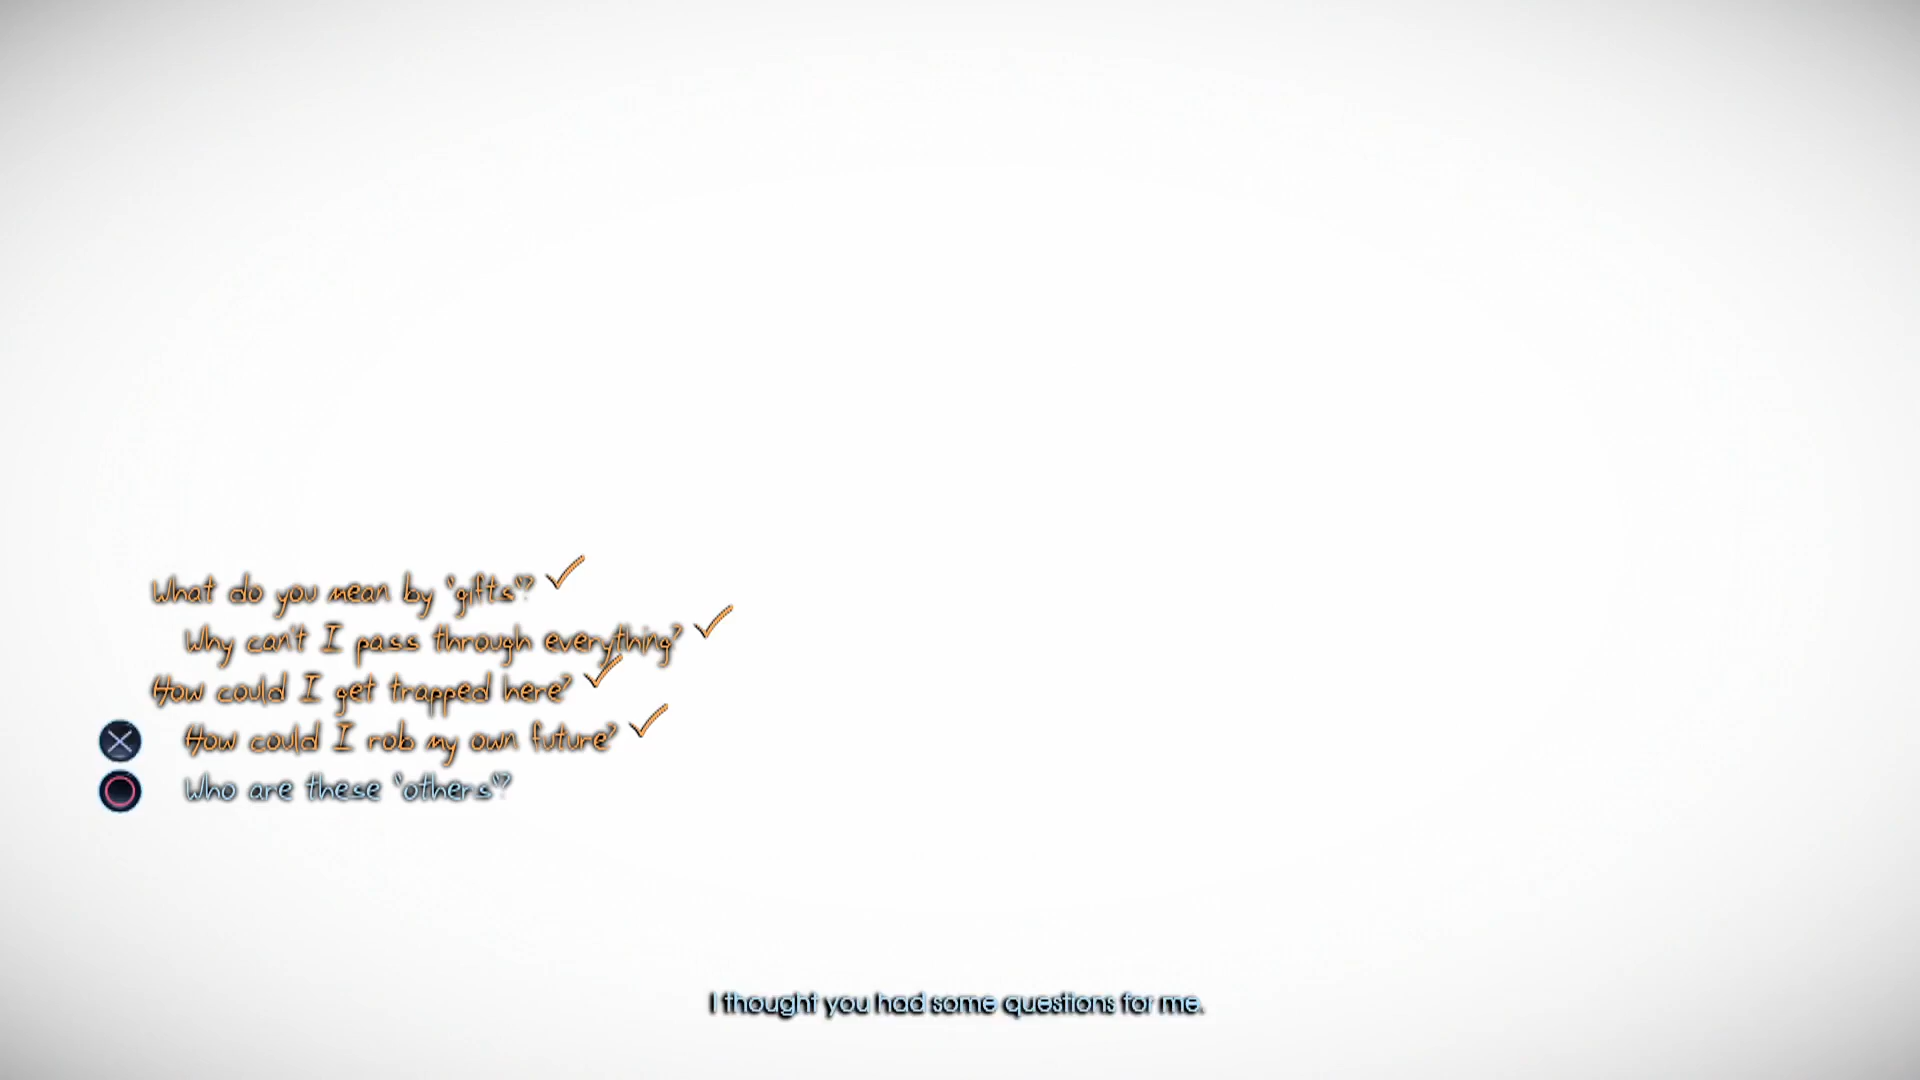 What do you mean by "gifts"?
Why can't I pass through everything?
How could I get trapped here?
How could I rob my own future?
Who are these "others"?
I thought you had some questions for me.